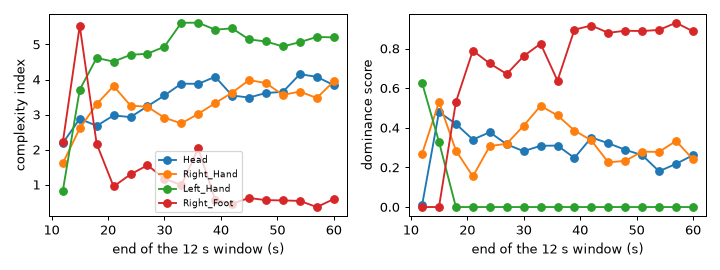 complexity index
5
4
3
2
1
Head
Right_Hand
Left_Hand
Right_Foot
10 20 30 40 50 60
end of the 12 s window (s)
dominance score
0.8
0.6
0.4
0.2
0.0
10 20 30 40 50 60
end of the 12 s window (s)